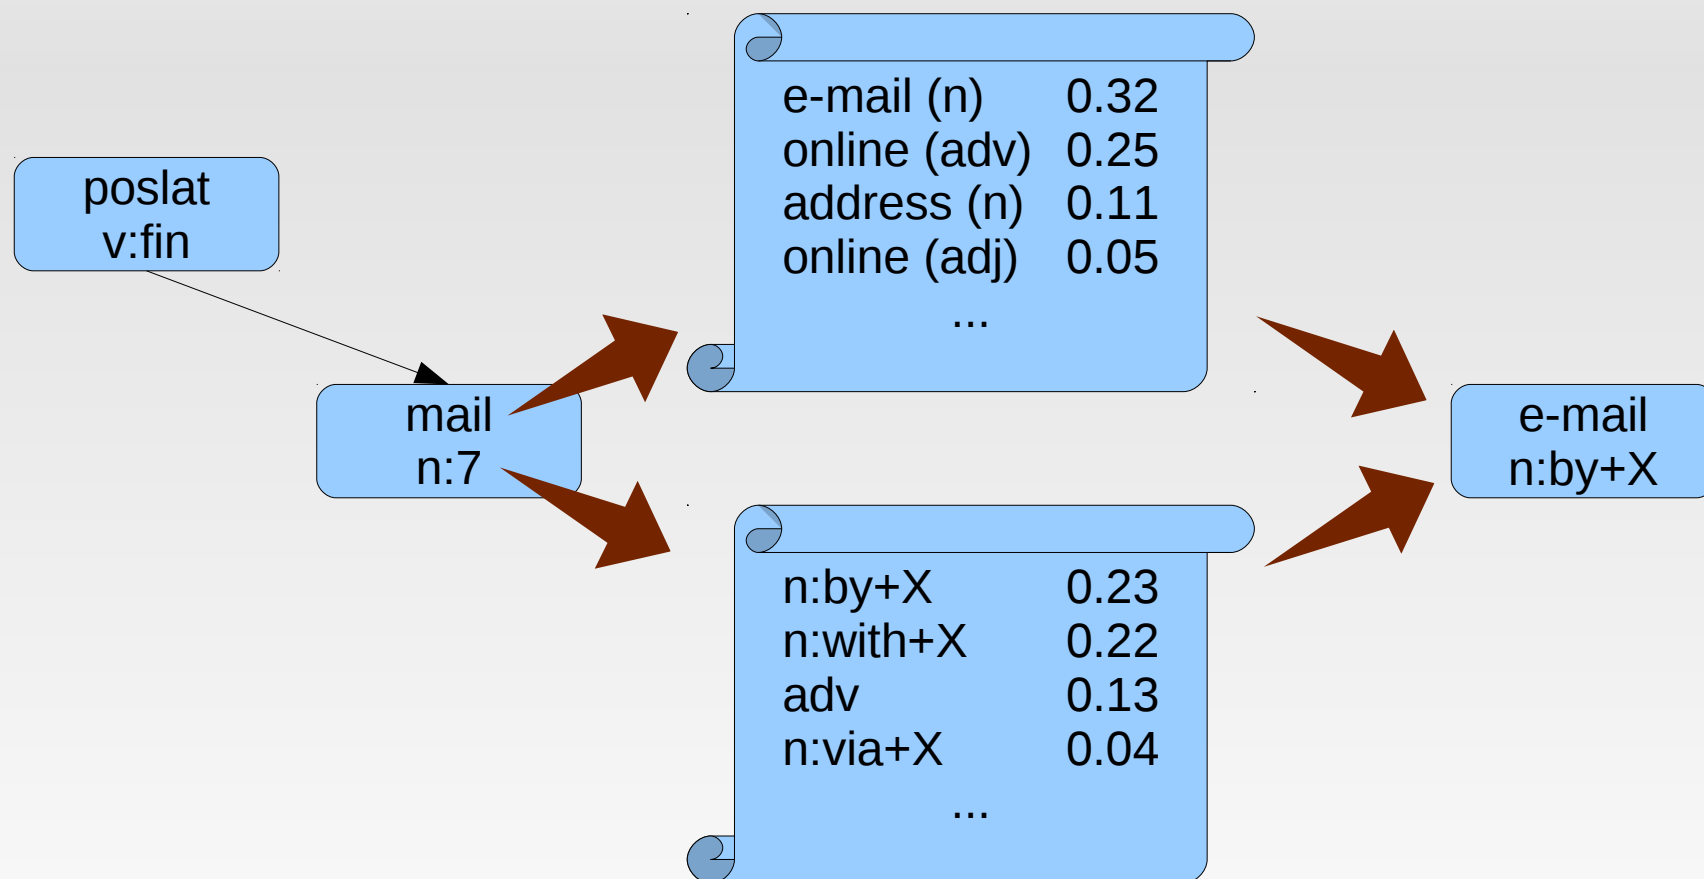 poslat
v:fin
mail
n:7
e-mail (n) 0.32
online (adv) 0.25
address (n) 0.11
online (adj) 0.05
...
n:by+X 0.23
n:with+X 0.22
adv 0.13
n:via+X 0.04
...
e-mail
n:by+X